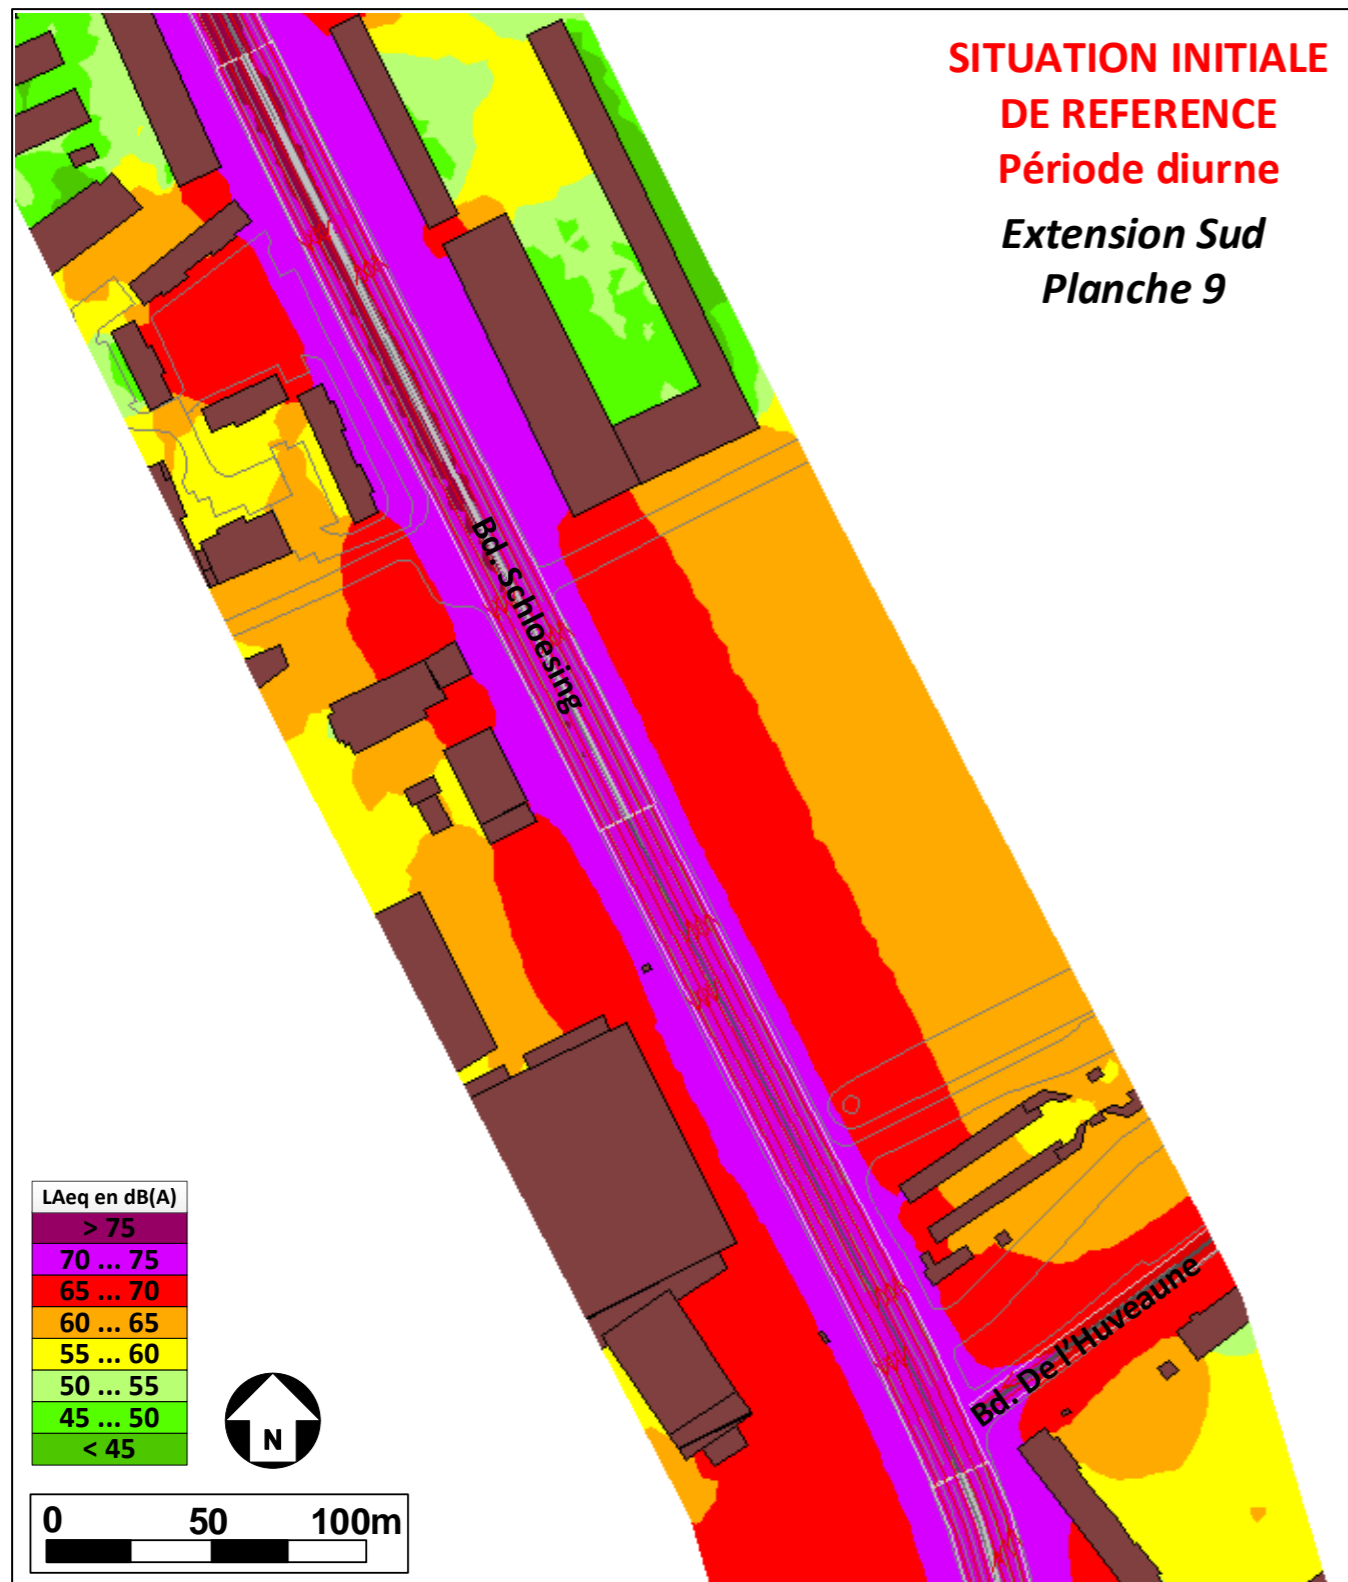 SITUATION INITIALE
DE REFERENCE
Période diurne
Extension Sud
Planche 9
Bd. Schloesing
Bd. De l'Huveaune
LAeq en dB(A)
> 75
70 ... 75
65 ... 70
60 ... 65
55 ... 60
50 ... 55
45 ... 50
< 45
N
0 50 100m